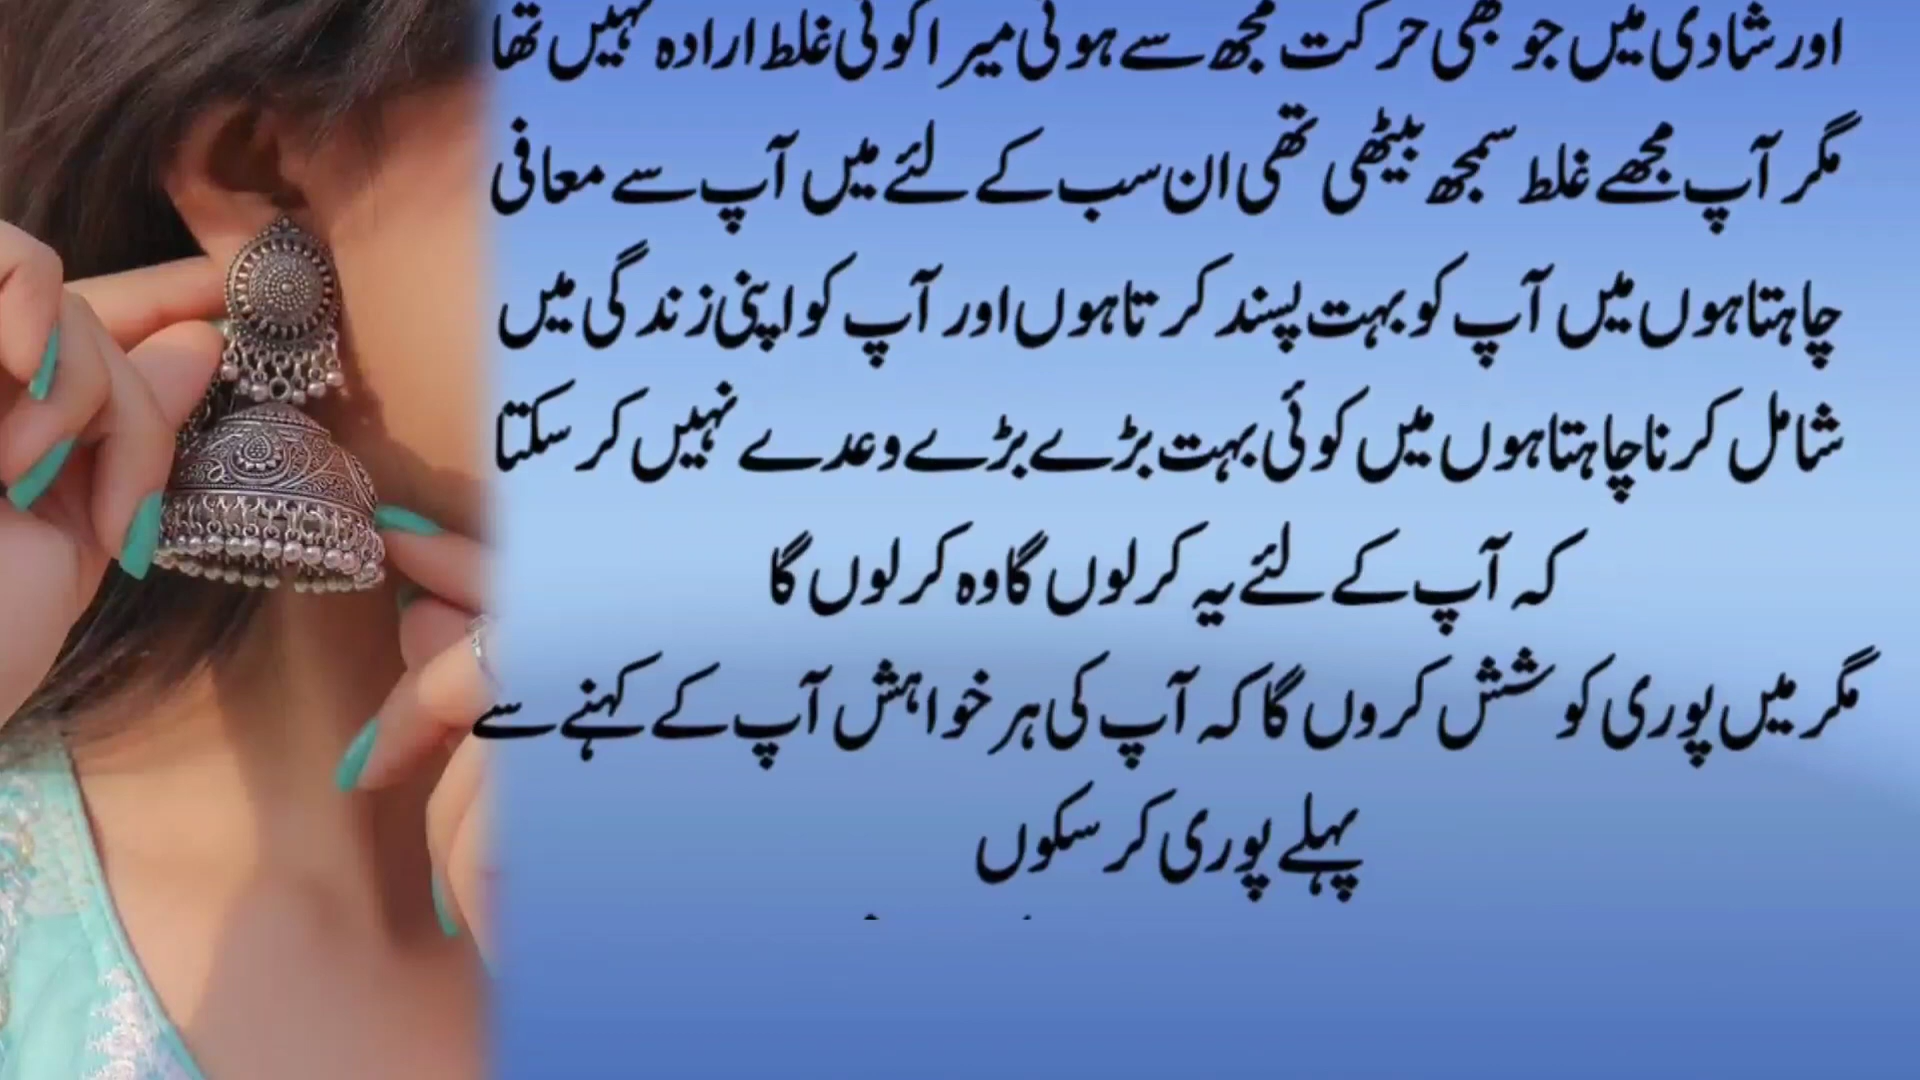 اور شادی میں جو بھی حرکت مجھ سے ہوئی میرا کوئی غلط ارادہ نہیں تھا
مگر آپ مجھے غلط سمجھ بیٹھی تھی ان سب کے لئے میں آپ سے معافی
چاہتا ہوں میں آپ کو بہت پسند کرتا ہوں اور آپ کو اپنی زندگی میں
شامل کرنا چاہتا ہوں میں کوئی بہت بڑے بڑے وعدے نہیں کر سکتا
کہ آپ کے لئے یہ کر لوں گا وہ کر لوں گا
مگر میں پوری کوشش کروں گا کہ آپ کی ہر خواہش آپ کے کہنے سے
پہلے پوری کر سکوں